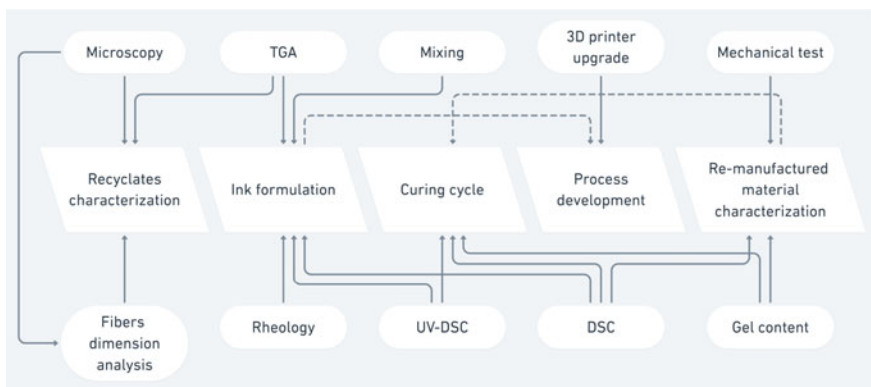 Microscopy
TGA
Mixing
3D printer
upgrade
Mechanical test
Recyclates
characterization
Ink formulation
Curing cycle
Process
development
Re-manufactured
material
characterization
Fibers
dimension
analysis
Rheology
UV-DSC
DSC
Gel content